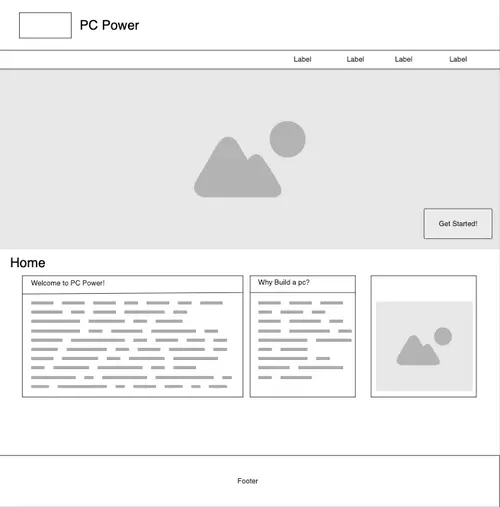 PC Power
Label Label Label Label
Get Started!
Home
Welcome to PC Power!
Why Build a pc?
Footer